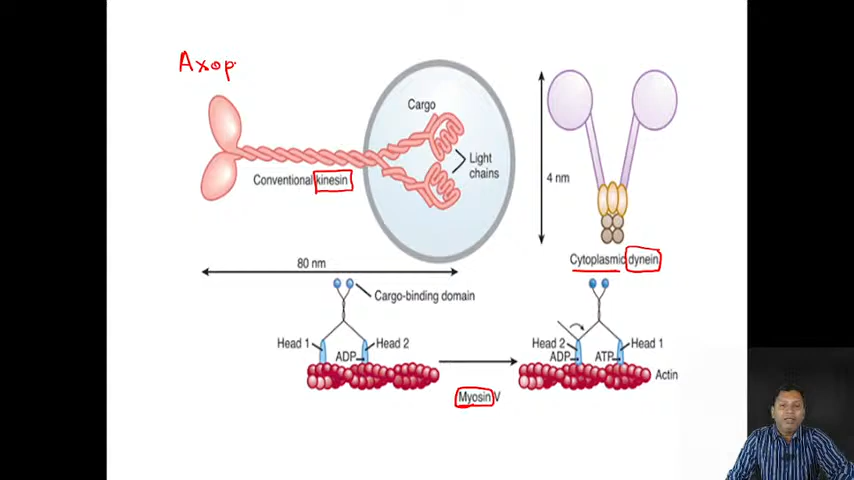 Axop
Cargo
Light
chains
Conventional kinesin
4 nm
Cytoplasmic dynein
80 nm
Cargo-binding domain
Head 1
Head 2
ADP
Head 2
Head 1
ADP
ATP
Actin
Myosin V